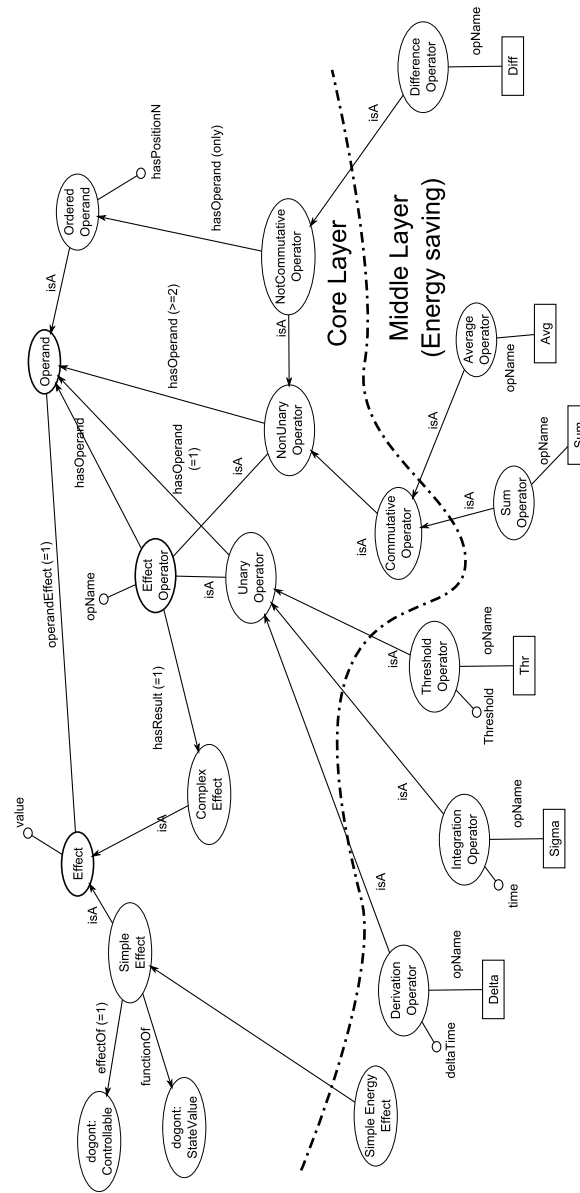 dogont:
Controllable
dogont:
StateValue
effectOf (=1)
functionOf
Simple
Effect
isA
Effect
value
operandEffect (=1)
Operand
isA
Ordered
Operand
hasPositionN
isA
Complex
Effect
hasResult (=1)
opName
Effect
Operator
hasOperand
isA
Unary
Operator
hasOperand
(=1)
isA
NonUnary
Operator
hasOperand (>=2)
isA
NotCommutative
Operator
hasOperand (only)
isA
Commutative
Operator
Core Layer
Middle Layer
(Energy saving)
Simple Energy
Effect
isA
Derivation
Operator
deltaTime
opName
Delta
isA
Integration
Operator
time
opName
Sigma
isA
Threshold
Operator
Threshold
opName
Thr
isA
Sum
Operator
opName
Sum
isA
Average
Operator
opName
Avg
isA
Difference
Operator
opName
Diff